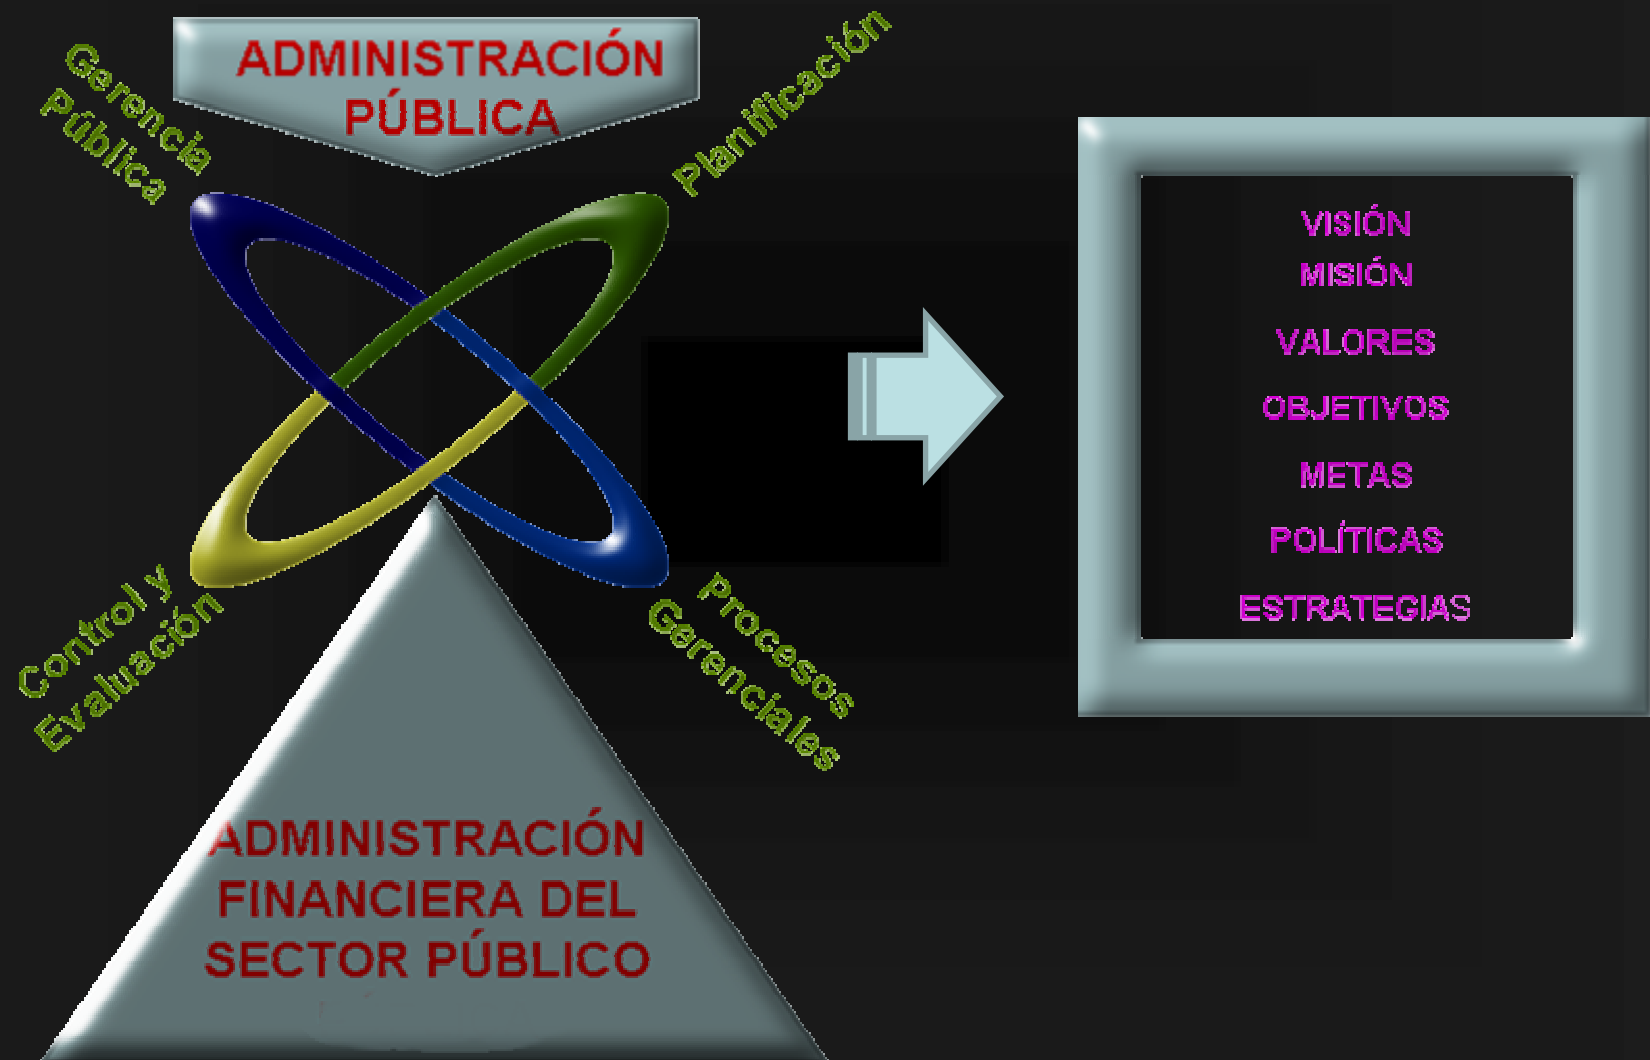 ADMINISTRACIÓN
PÚBLICA
Gerencia
Pública
Planificación
Control y
Evaluación
Procesos
Gerenciales
ADMINISTRACIÓN
FINANCIERA DEL
SECTOR PÚBLICO
VISIÓN
MISIÓN
VALORES
OBJETIVOS
METAS
POLÍTICAS
ESTRATEGIAS